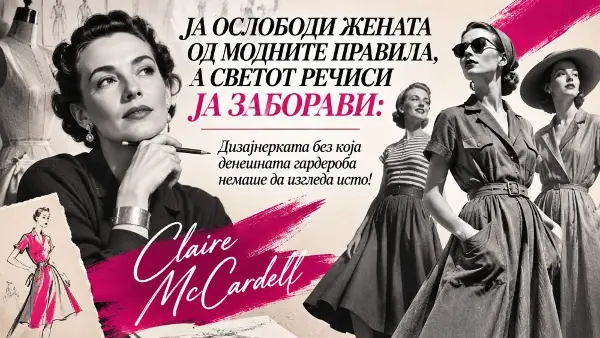 ЈА ОСЛОБОДИ ЖЕНАТА
ОД МОДНИТЕ ПРАВИЛА,
А СВЕТОТ РЕЧИСИ
ЈА ЗАБОРАВИ:
Дизајнерката без која
денешната гардероба
немаше да изгледа исто!
Claire
McCardell